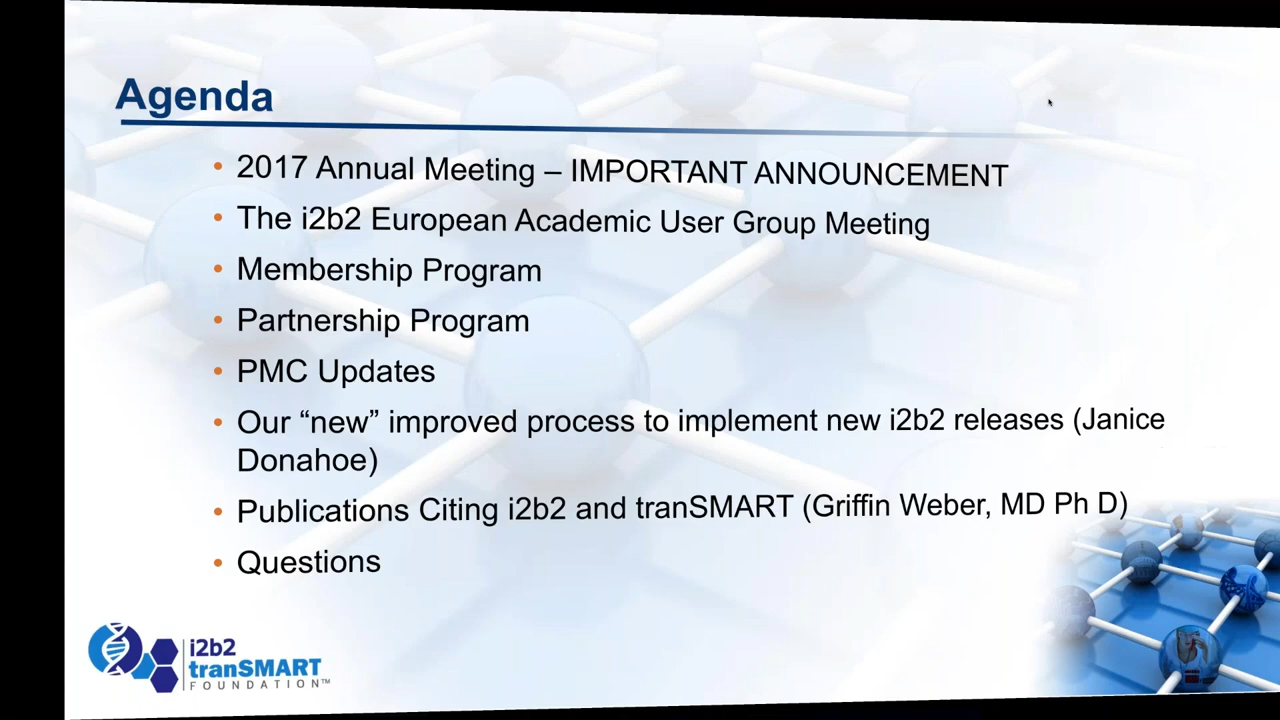 Agenda
• 2017 Annual Meeting – IMPORTANT ANNOUNCEMENT
• The i2b2 European Academic User Group Meeting
• Membership Program
• Partnership Program
• PMC Updates
• Our “new” improved process to implement new i2b2 releases (Janice
Donahoe)
• Publications Citing i2b2 and tranSMART (Griffin Weber, MD Ph D)
• Questions
i2b2
tranSMART
FOUNDATION™